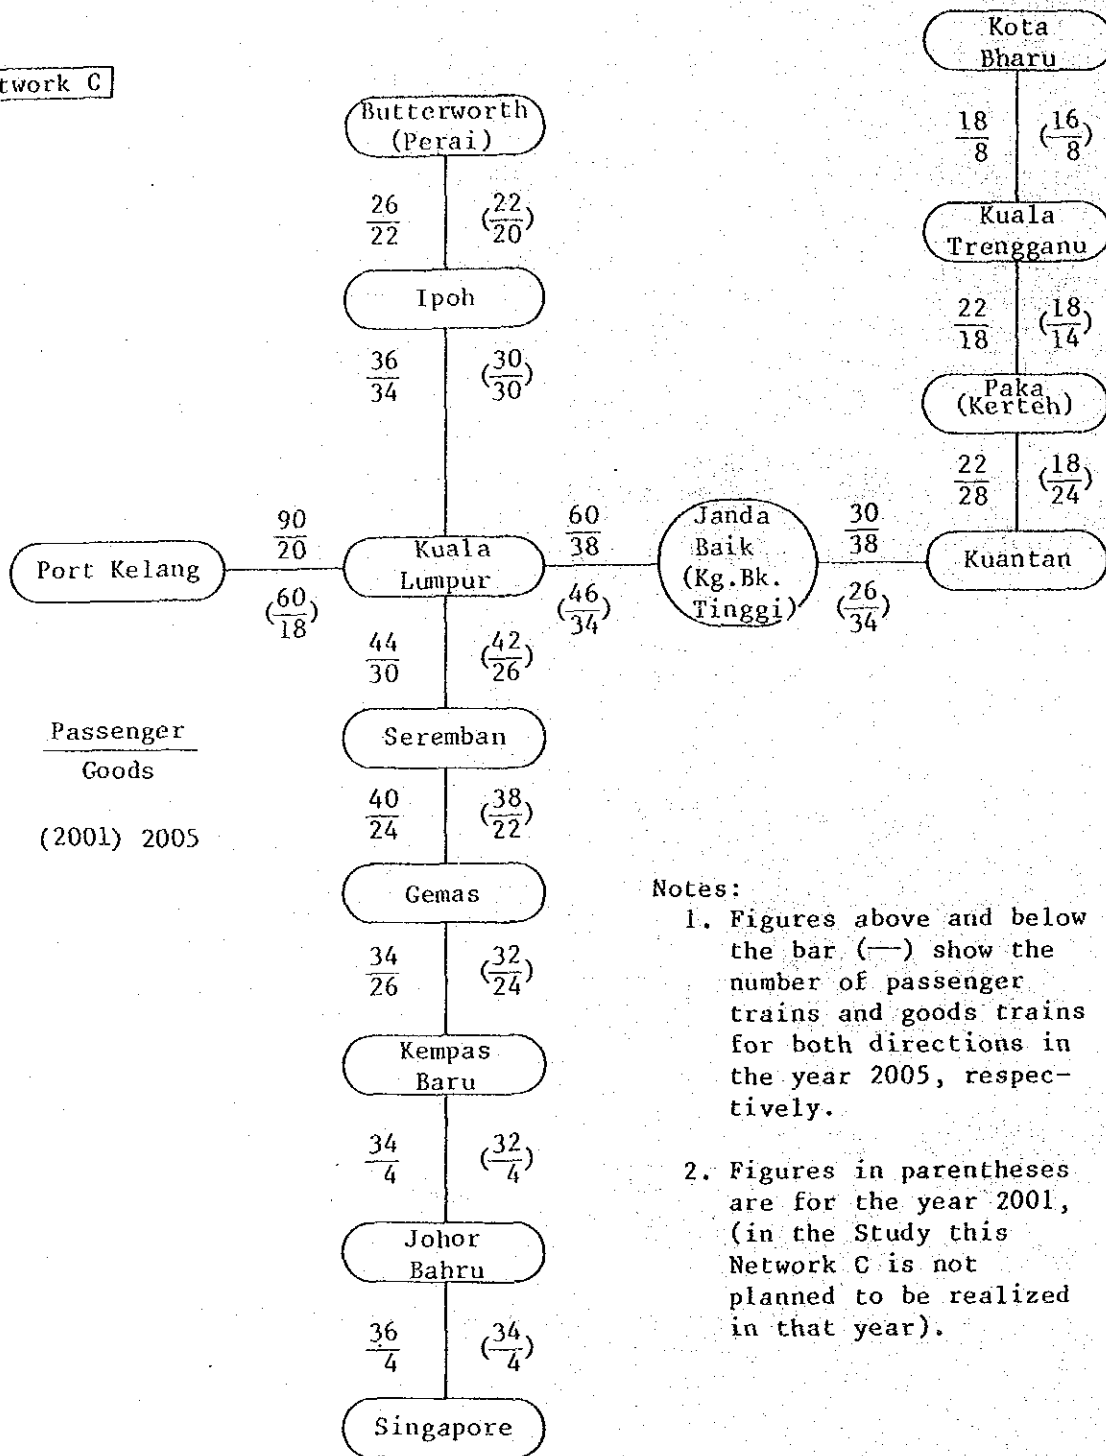 twork C
Kota
Bharu
18
8
(16
8)
Butterworth
(Perai)
26
22
(22
20)
Kuala
Trengganu
Ipoh
22
18
(18
14)
36
34
(30
30)
Paka
(Kerteh)
22
28
(18
24)
90
20
60
38
Janda
Baik
(Kg.Bk.
Tinggi)
30
38
Port Kelang
Kuala
Lumpur
Kuantan
(60
18)
(46
34)
(26
34)
44
30
(42
26)
Passenger
Goods
Seremban
(2001) 2005
40
24
(38
22)
Gemas
34
26
(32
24)
Kempas
Baru
34
4
(32
4)
Johor
Bahru
36
4
(34
4)
Singapore
Notes:
1. Figures above and below
the bar (—) show the
number of passenger
trains and goods trains
for both directions in
the year 2005, respec-
tively.
2. Figures in parentheses
are for the year 2001,
(in the Study this
Network C is not
planned to be realized
in that year).